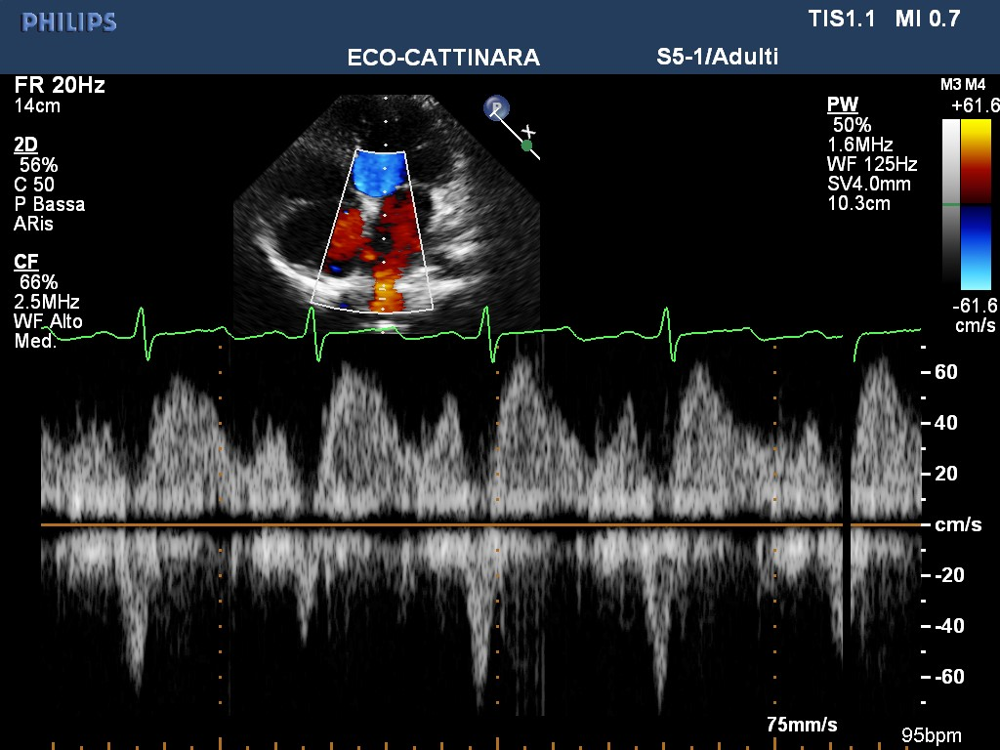 PHILIPS
TIS1.1 MI 0.7
ECO-CATTINARA
S5-1/Adulti
FR 20Hz
14cm
2D
56%
C 50
P Bassa
ARis
CF
66%
2.5MHz
WF Alto
Med.
P
X
PW
50%
1.6MHz
WF 125Hz
SV4.0mm
10.3cm
M3 M4
+61.6
-61.6
cm/s
60
40
20
cm/s
-20
-40
-60
75mm/s
95bpm